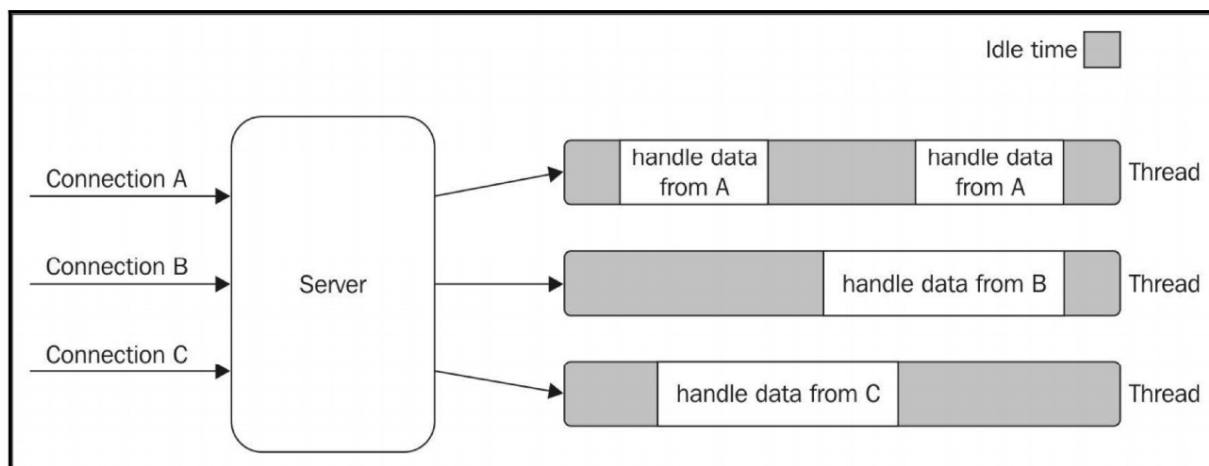 Idle time
Connection A
handle data
from A
handle data
from A
Thread
Connection B
Server
handle data from B
Thread
Connection C
handle data from C
Thread